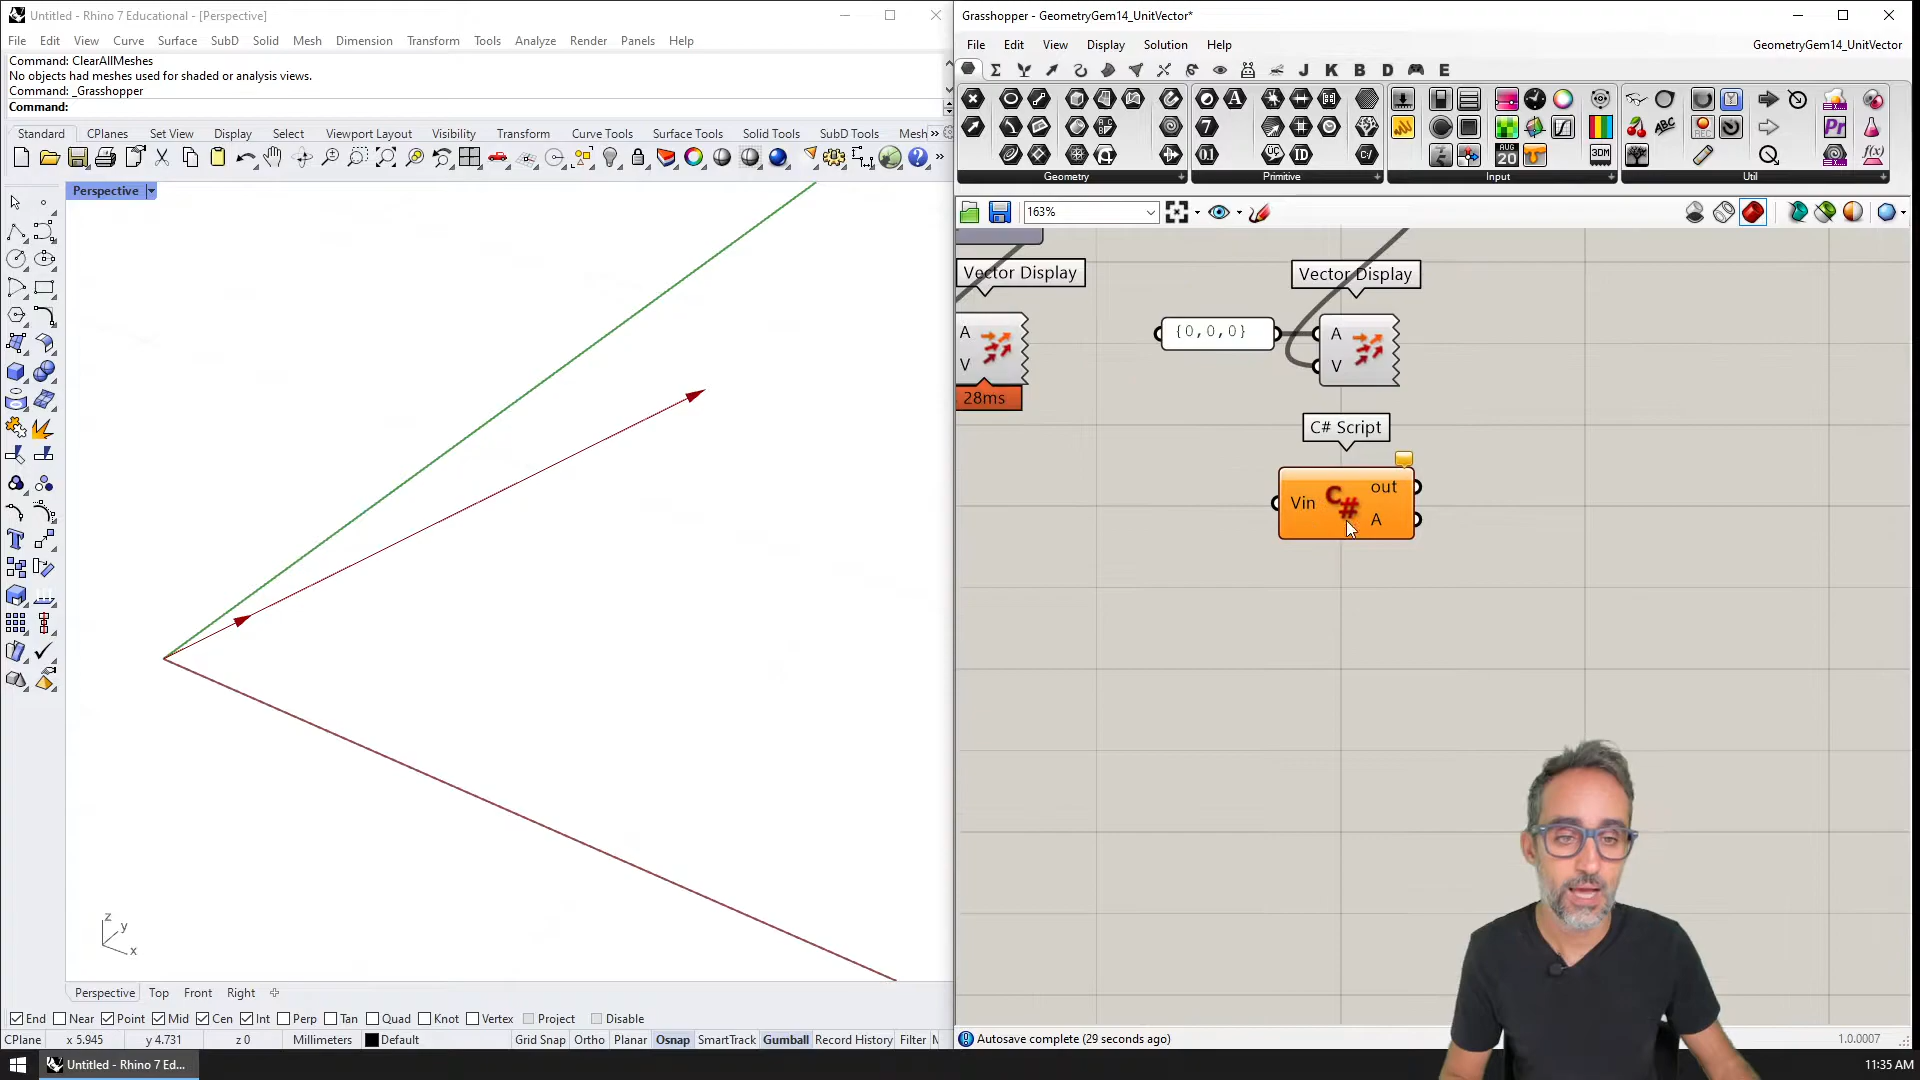 Untitled - Rhino 7 Educational - [Perspective]
File Edit View Curve Surface SubD Solid Mesh Dimension Transform Tools Analyze Render Panels Help
Command: ClearAllMeshes
No objects had meshes used for shaded or analysis views.
Command: _Grasshopper
Command:
Standard CPlanes Set View Display Select Viewport Layout Visibility Transform Curve Tools Surface Tools Solid Tools SubD Tools Mesh »
Perspective
z
y
x
Perspective Top Front Right
End Near Point Mid Cen Int Perp Tan Quad Knot Vertex Project Disable
CPlane x 5.945 y 4.731 z 0 Millimeters Default Grid Snap Ortho Planar Osnap SmartTrack Gumball Record History Filter M
Untitled - Rhino 7 Ed...
Grasshopper - GeometryGem14_UnitVector*
File Edit View Display Solution Help
GeometryGem14_UnitVector
J K B D E
Geometry Primitive Input Util
163%
Vector Display
A
V
28ms
{0,0,0}
Vector Display
A
V
C# Script
Vin C# out
A
Autosave complete (29 seconds ago)
1.0.0007
11:35 AM